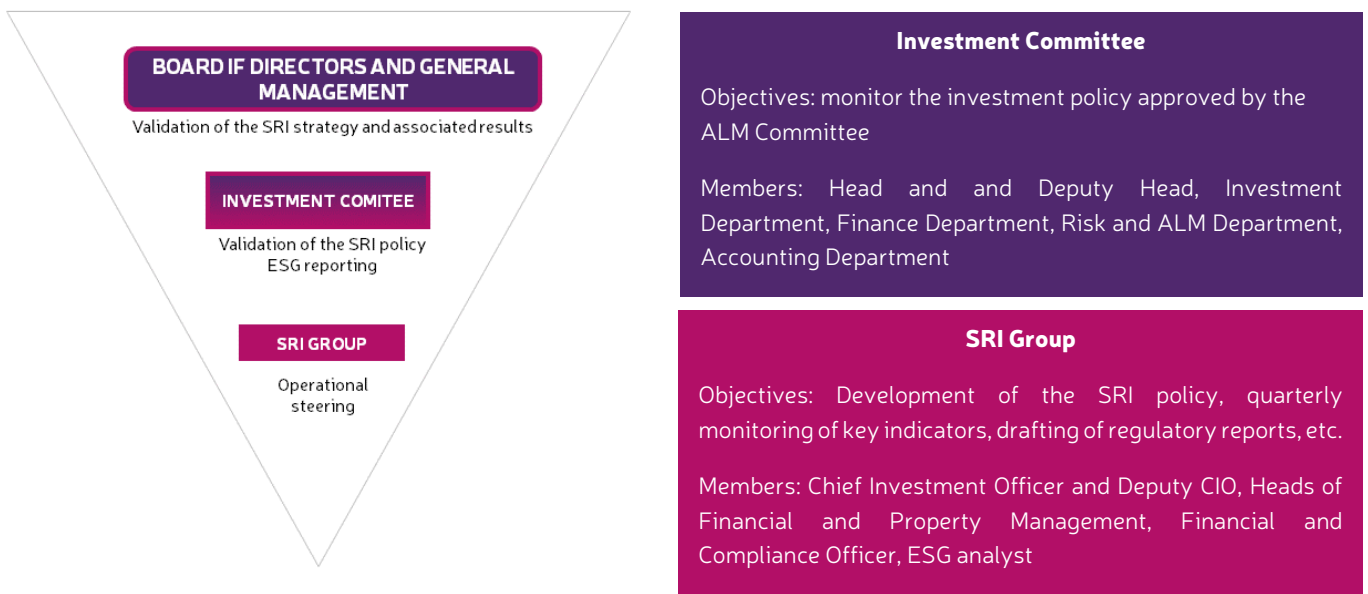 BOARD IF DIRECTORS AND GENERAL
MANAGEMENT
Validation of the SRI strategy and associated results
INVESTMENT COMITEE
Validation of the SRI policy
ESG reporting
SRI GROUP
Operational
steering
Investment Committee
Objectives: monitor the investment policy approved by the
ALM Committee
Members: Head and and Deputy Head, Investment
Department, Finance Department, Risk and ALM Department,
Accounting Department
SRI Group
Objectives: Development of the SRI policy, quarterly
monitoring of key indicators, drafting of regulatory reports, etc.
Members: Chief Investment Officer and Deputy CIO, Heads of
Financial and Property Management, Financial and
Compliance Officer, ESG analyst